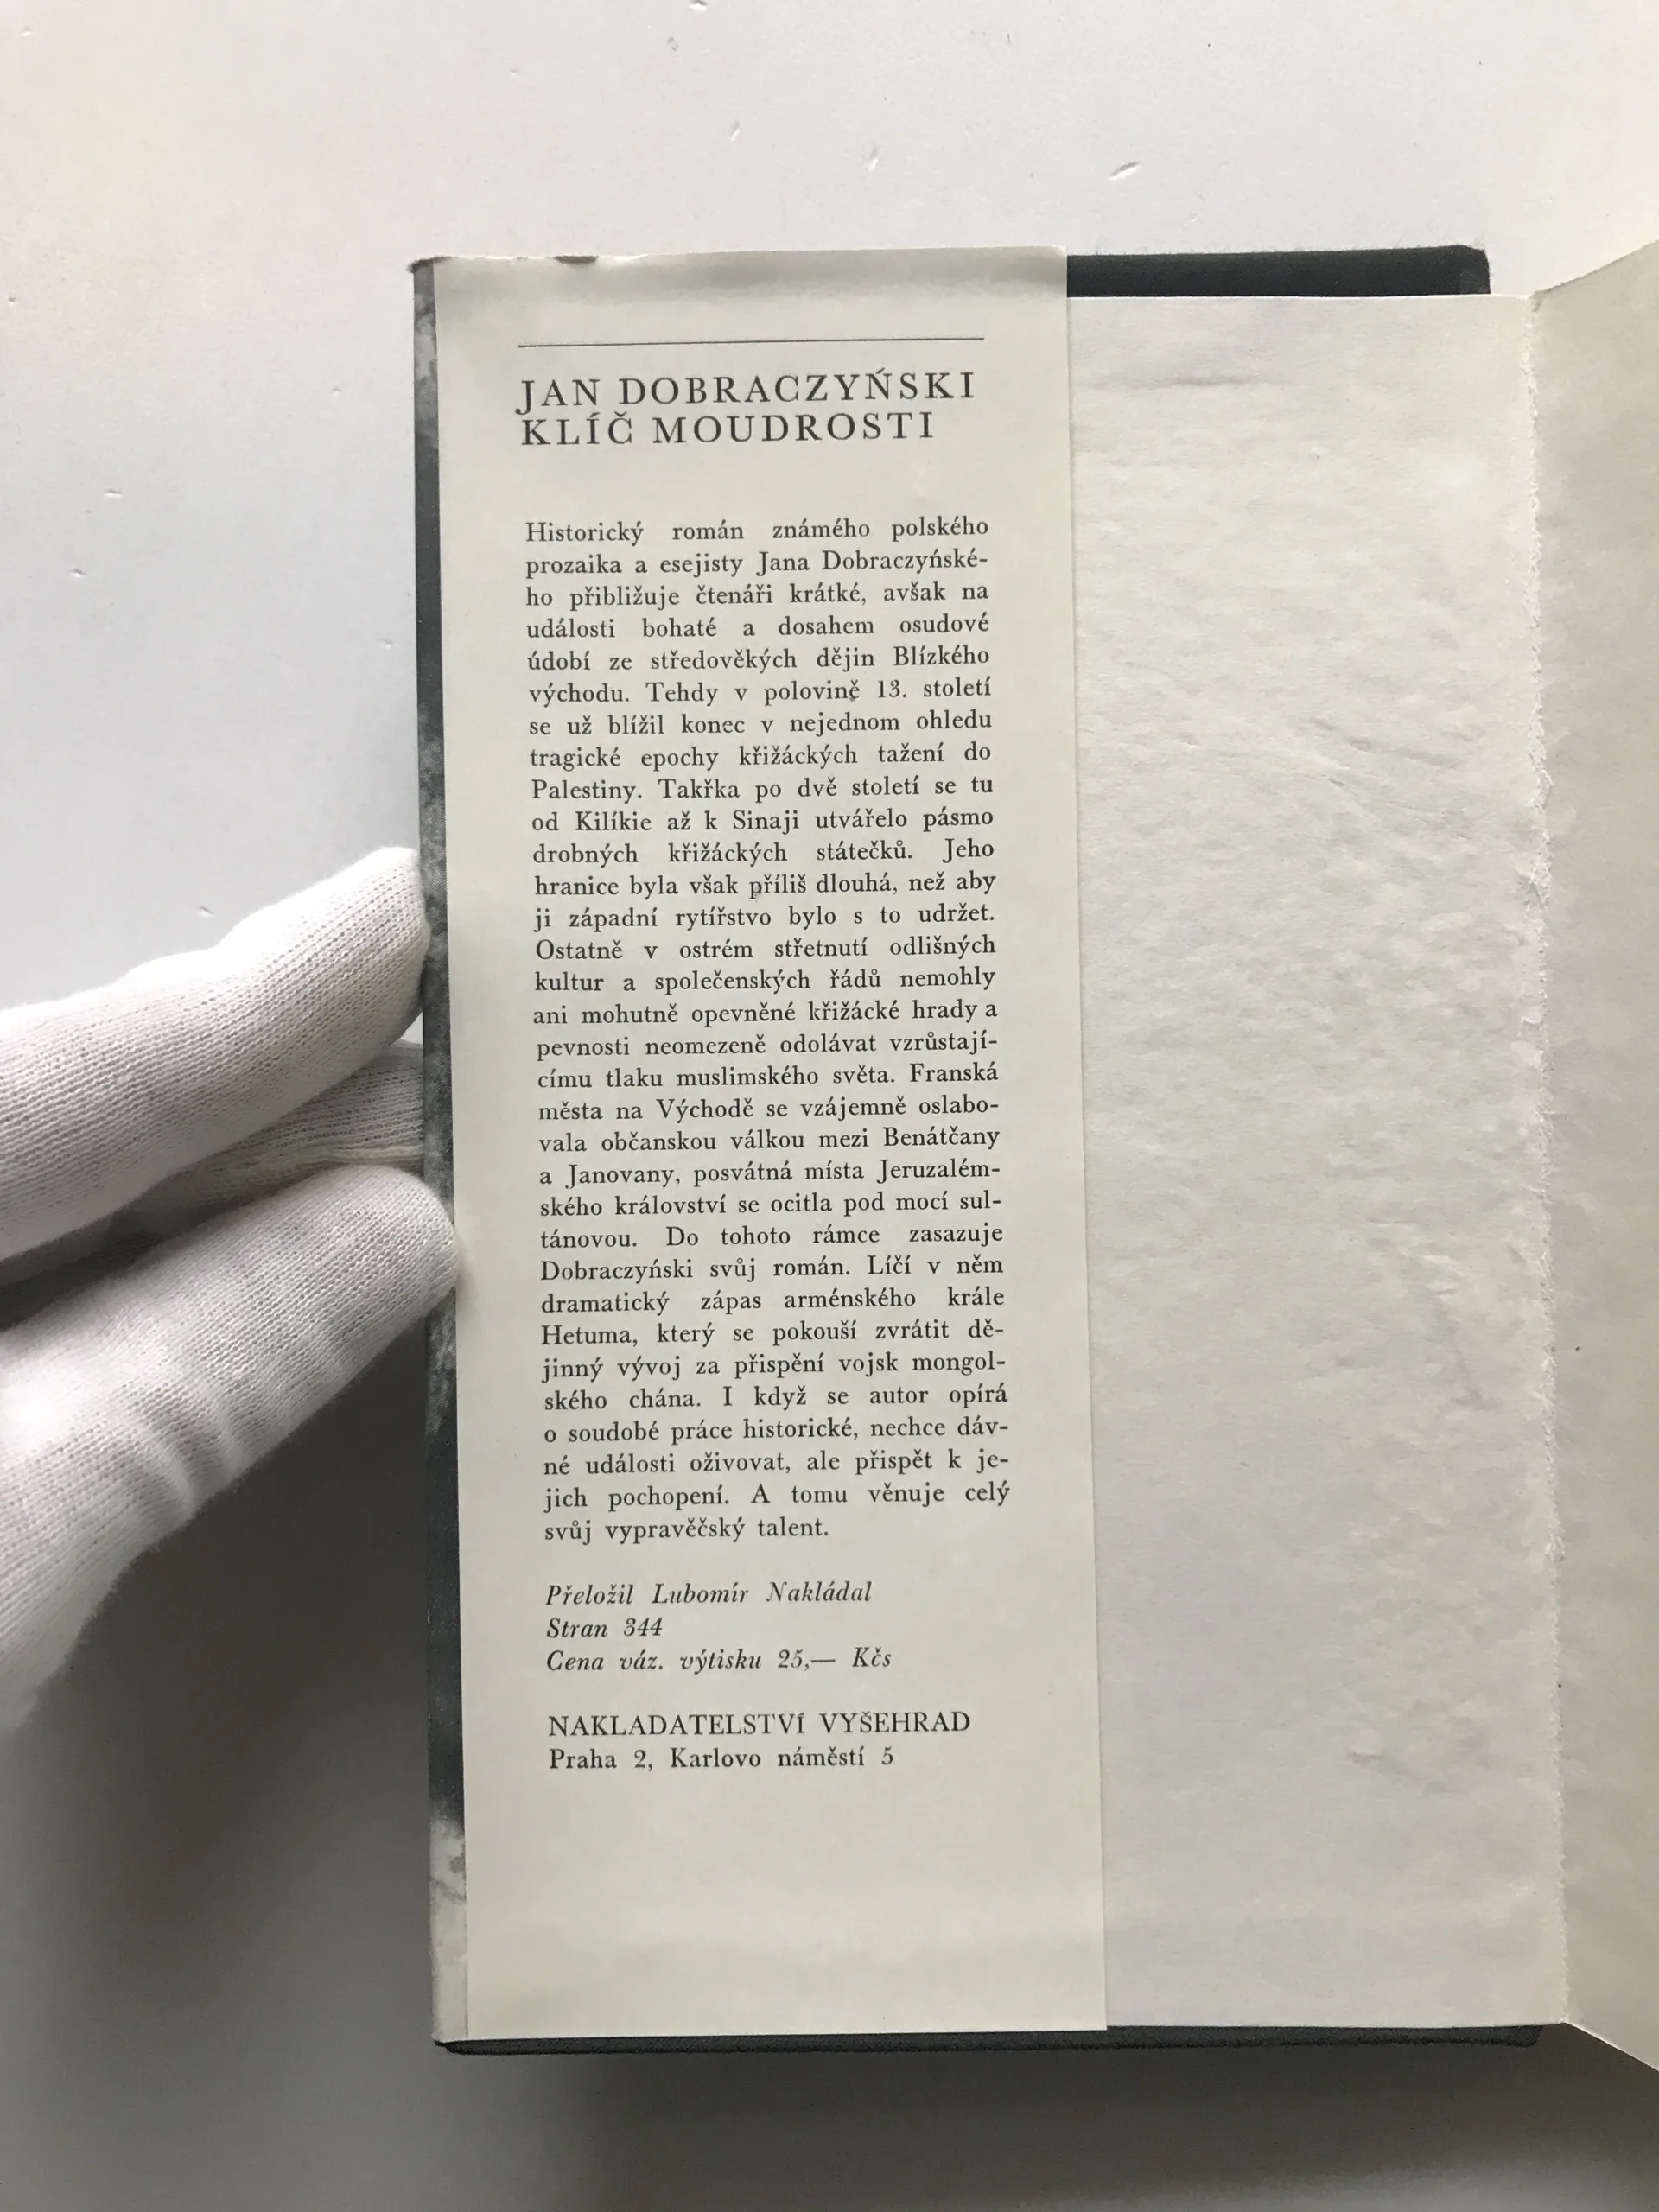 JAN DOBRACZYŃSKI
KLÍČ MOUDROSTI
Historický román známého polského
prozaika a esejisty Jana Dobraczyńské-
ho přibližuje čtenáři krátké, avšak na
události bohaté a dosahem osudové
údobí ze středověkých dějin Blízkého
východu. Tehdy v polovině 13. století
se už blížil konec v nejednom ohledu
tragické epochy křižáckých tažení do
Palestiny. Takřka po dvě století se tu
od Kilíkie až k Sinaji utvářelo pásmo
drobných křižáckých státečků. Jeho
hranice byla však příliš dlouhá, než aby
ji západní rytířstvo bylo s to udržet.
Ostatně v ostrém střetnutí odlišných
kultur a společenských řádů nemohly
ani mohutně opevněné křižácké hrady a
pevnosti neomezeně odolávat vzrůstají-
címu tlaku muslimského světa. Franská
města na Východě se vzájemně oslabo-
vala občanskou válkou mezi Benátčany
a Janovany, posvátná místa Jeruzalém-
ského království se ocitla pod mocí sul-
tánovou. Do tohoto rámce zasazuje
Dobraczyński svůj román. Líčí v něm
dramatický zápas arménského krále
Hetuma, který se pokouší zvrátit dě-
jinný vývoj za přispění vojsk mongol-
ského chána. I když se autor opírá
o soudobé práce historické, nechce dáv-
né události oživovat, ale přispět k je-
jich pochopení. A tomu věnuje celý
svůj vypravěčský talent.
Přeložil Lubomír Nakládal
Stran 344
Cena váz. výtisku 25,— Kčs
NAKLADATELSTVÍ VYŠEHRAD
Praha 2, Karlovo náměstí 5